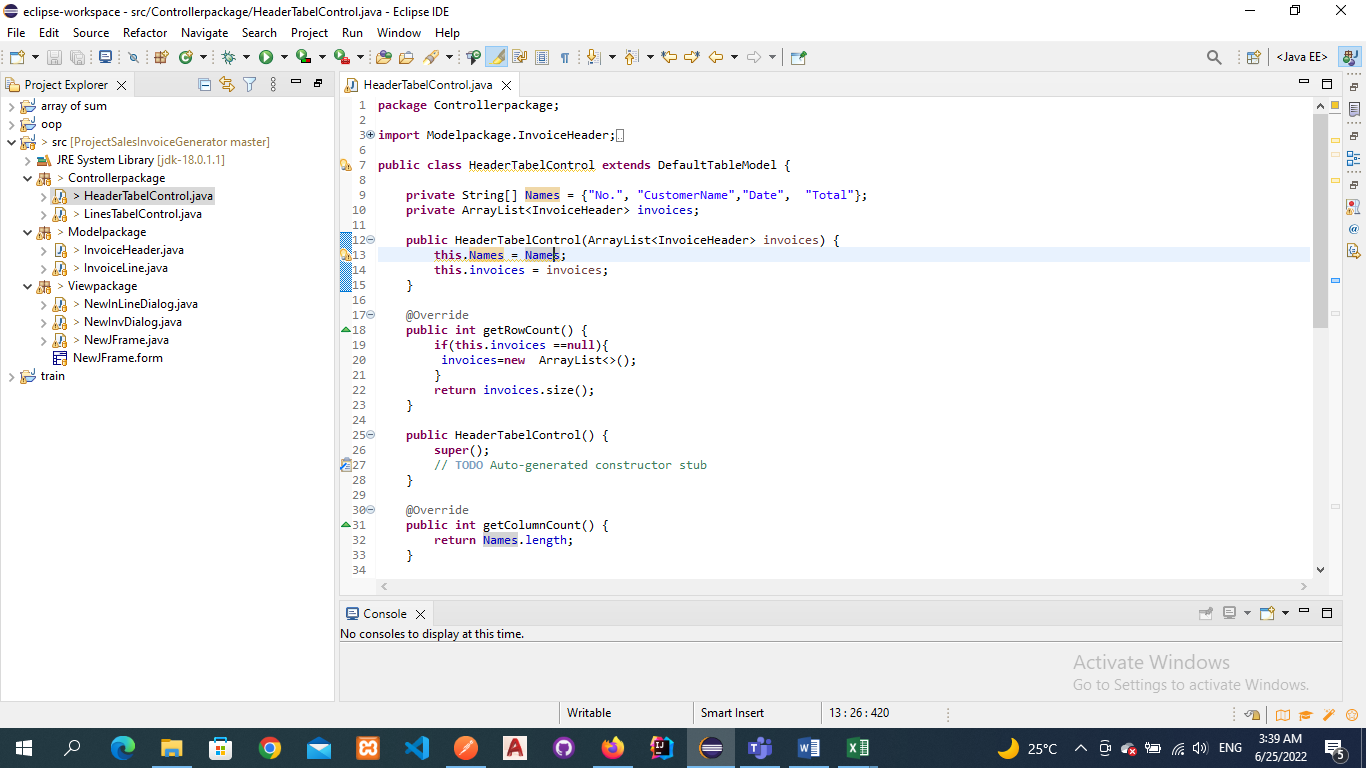 eclipse-workspace - src/Controllerpackage/HeaderTabelControl.java - Eclipse IDE
File Edit Source Refactor Navigate Search Project Run Window Help
<Java EE>
Project Explorer
array of sum
oop
> src [ProjectSalesInvoiceGenerator master]
JRE System Library [jdk-18.0.1.1]
> Controllerpackage
> HeaderTabelControl.java
> LinesTabelControl.java
> Modelpackage
> InvoiceHeader.java
> InvoiceLine.java
> Viewpackage
> NewInLineDialog.java
> NewInvDialog.java
> NewJFrame.java
NewJFrame.form
train
HeaderTabelControl.java
1 package Controllerpackage;
2
3 import Modelpackage.InvoiceHeader;
6
7 public class HeaderTabelControl extends DefaultTableModel {
8
9 private String[] Names = {"No.", "CustomerName","Date",  "Total"};
10 private ArrayList<InvoiceHeader> invoices;
11
12 public HeaderTabelControl(ArrayList<InvoiceHeader> invoices) {
13 this.Names = Names;
14 this.invoices = invoices;
15 }
16
17 @Override
18 public int getRowCount() {
19 if(this.invoices ==null){
20 invoices=new  ArrayList<>();
21 }
22 return invoices.size();
23 }
24
25 public HeaderTabelControl() {
26 super();
27 // TODO Auto-generated constructor stub
28 }
29
30 @Override
31 public int getColumnCount() {
32 return Names.length;
33 }
34
Console
No consoles to display at this time.
Activate Windows
Go to Settings to activate Windows.
Writable Smart Insert 13 : 26 : 420
25°C ENG 3:39 AM
6/25/2022
5